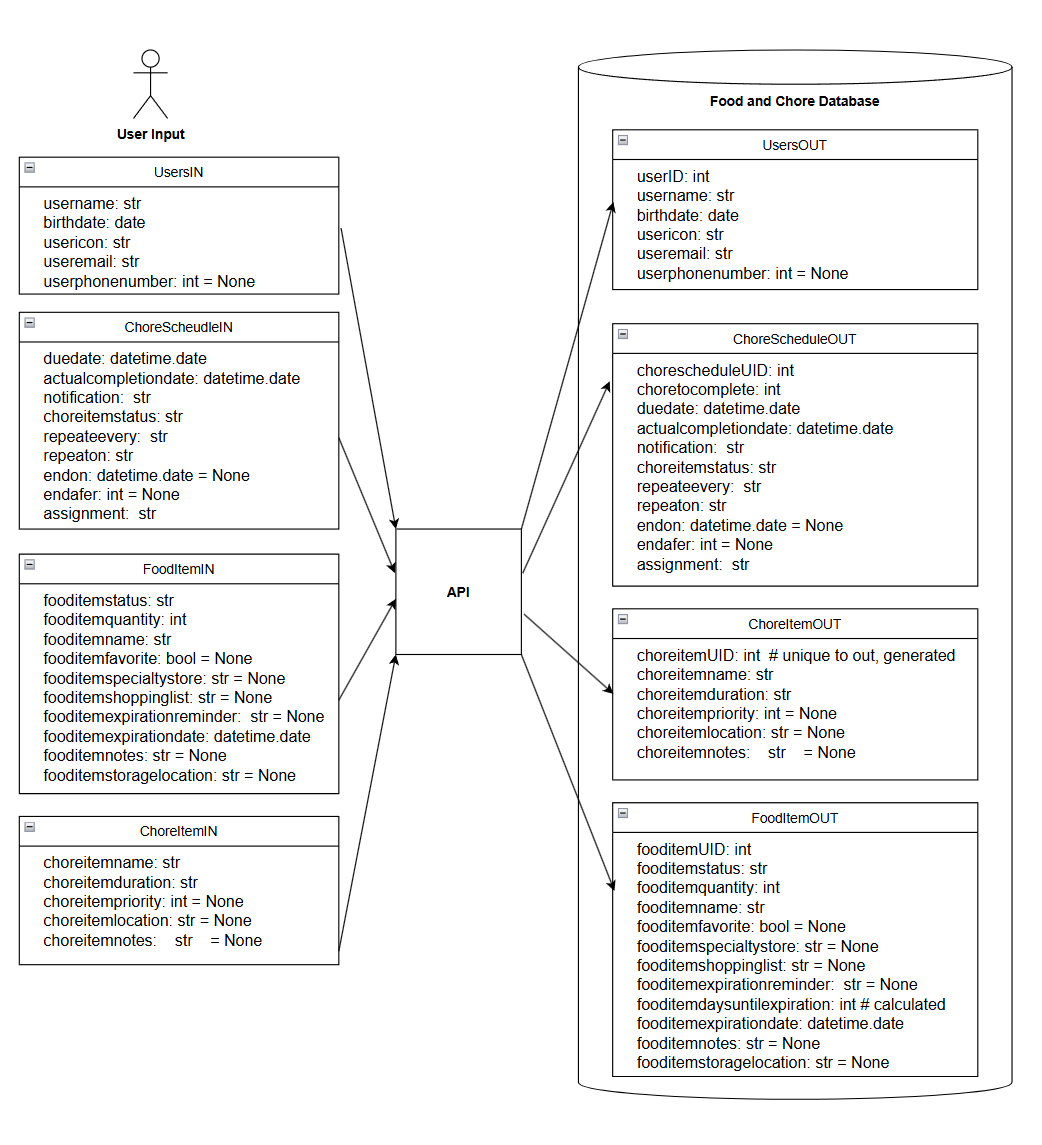 User Input
UsersIN
username: str
birthdate: date
usericon: str
useremail: str
userphonenumber: int = None
ChoreScheudleIN
duedate: datetime.date
actualcompletiondate: datetime.date
notification:  str
choreitemstatus: str
repeateevery:  str
repeaton: str
endon: datetime.date = None
endafer: int = None
assignment:  str
FoodItemIN
fooditemstatus: str
fooditemquantity: int
fooditemname: str
fooditemfavorite: bool = None
fooditemspecialtystore: str = None
fooditemshoppinglist: str = None
fooditemexpirationreminder:  str = None
fooditemexpirationdate: datetime.date
fooditemnotes: str = None
fooditemstoragelocation: str = None
ChoreItemIN
choreitemname: str
choreitemduration: str
choreitempriority: int = None
choreitemlocation: str = None
choreitemnotes:    str    = None
API
Food and Chore Database
UsersOUT
userID: int
username: str
birthdate: date
usericon: str
useremail: str
userphonenumber: int = None
ChoreScheduleOUT
chorescheduleUID: int
choretocomplete: int
duedate: datetime.date
actualcompletiondate: datetime.date
notification:  str
choreitemstatus: str
repeateevery:  str
repeaton: str
endon: datetime.date = None
endafer: int = None
assignment:  str
ChoreItemOUT
choreitemUID: int  # unique to out, generated
choreitemname: str
choreitemduration: str
choreitempriority: int = None
choreitemlocation: str = None
choreitemnotes:    str    = None
FoodItemOUT
fooditemUID: int
fooditemstatus: str
fooditemquantity: int
fooditemname: str
fooditemfavorite: bool = None
fooditemspecialtystore: str = None
fooditemshoppinglist: str = None
fooditemexpirationreminder:  str = None
fooditemdaysuntilexpiration: int # calculated
fooditemexpirationdate: datetime.date
fooditemnotes: str = None
fooditemstoragelocation: str = None